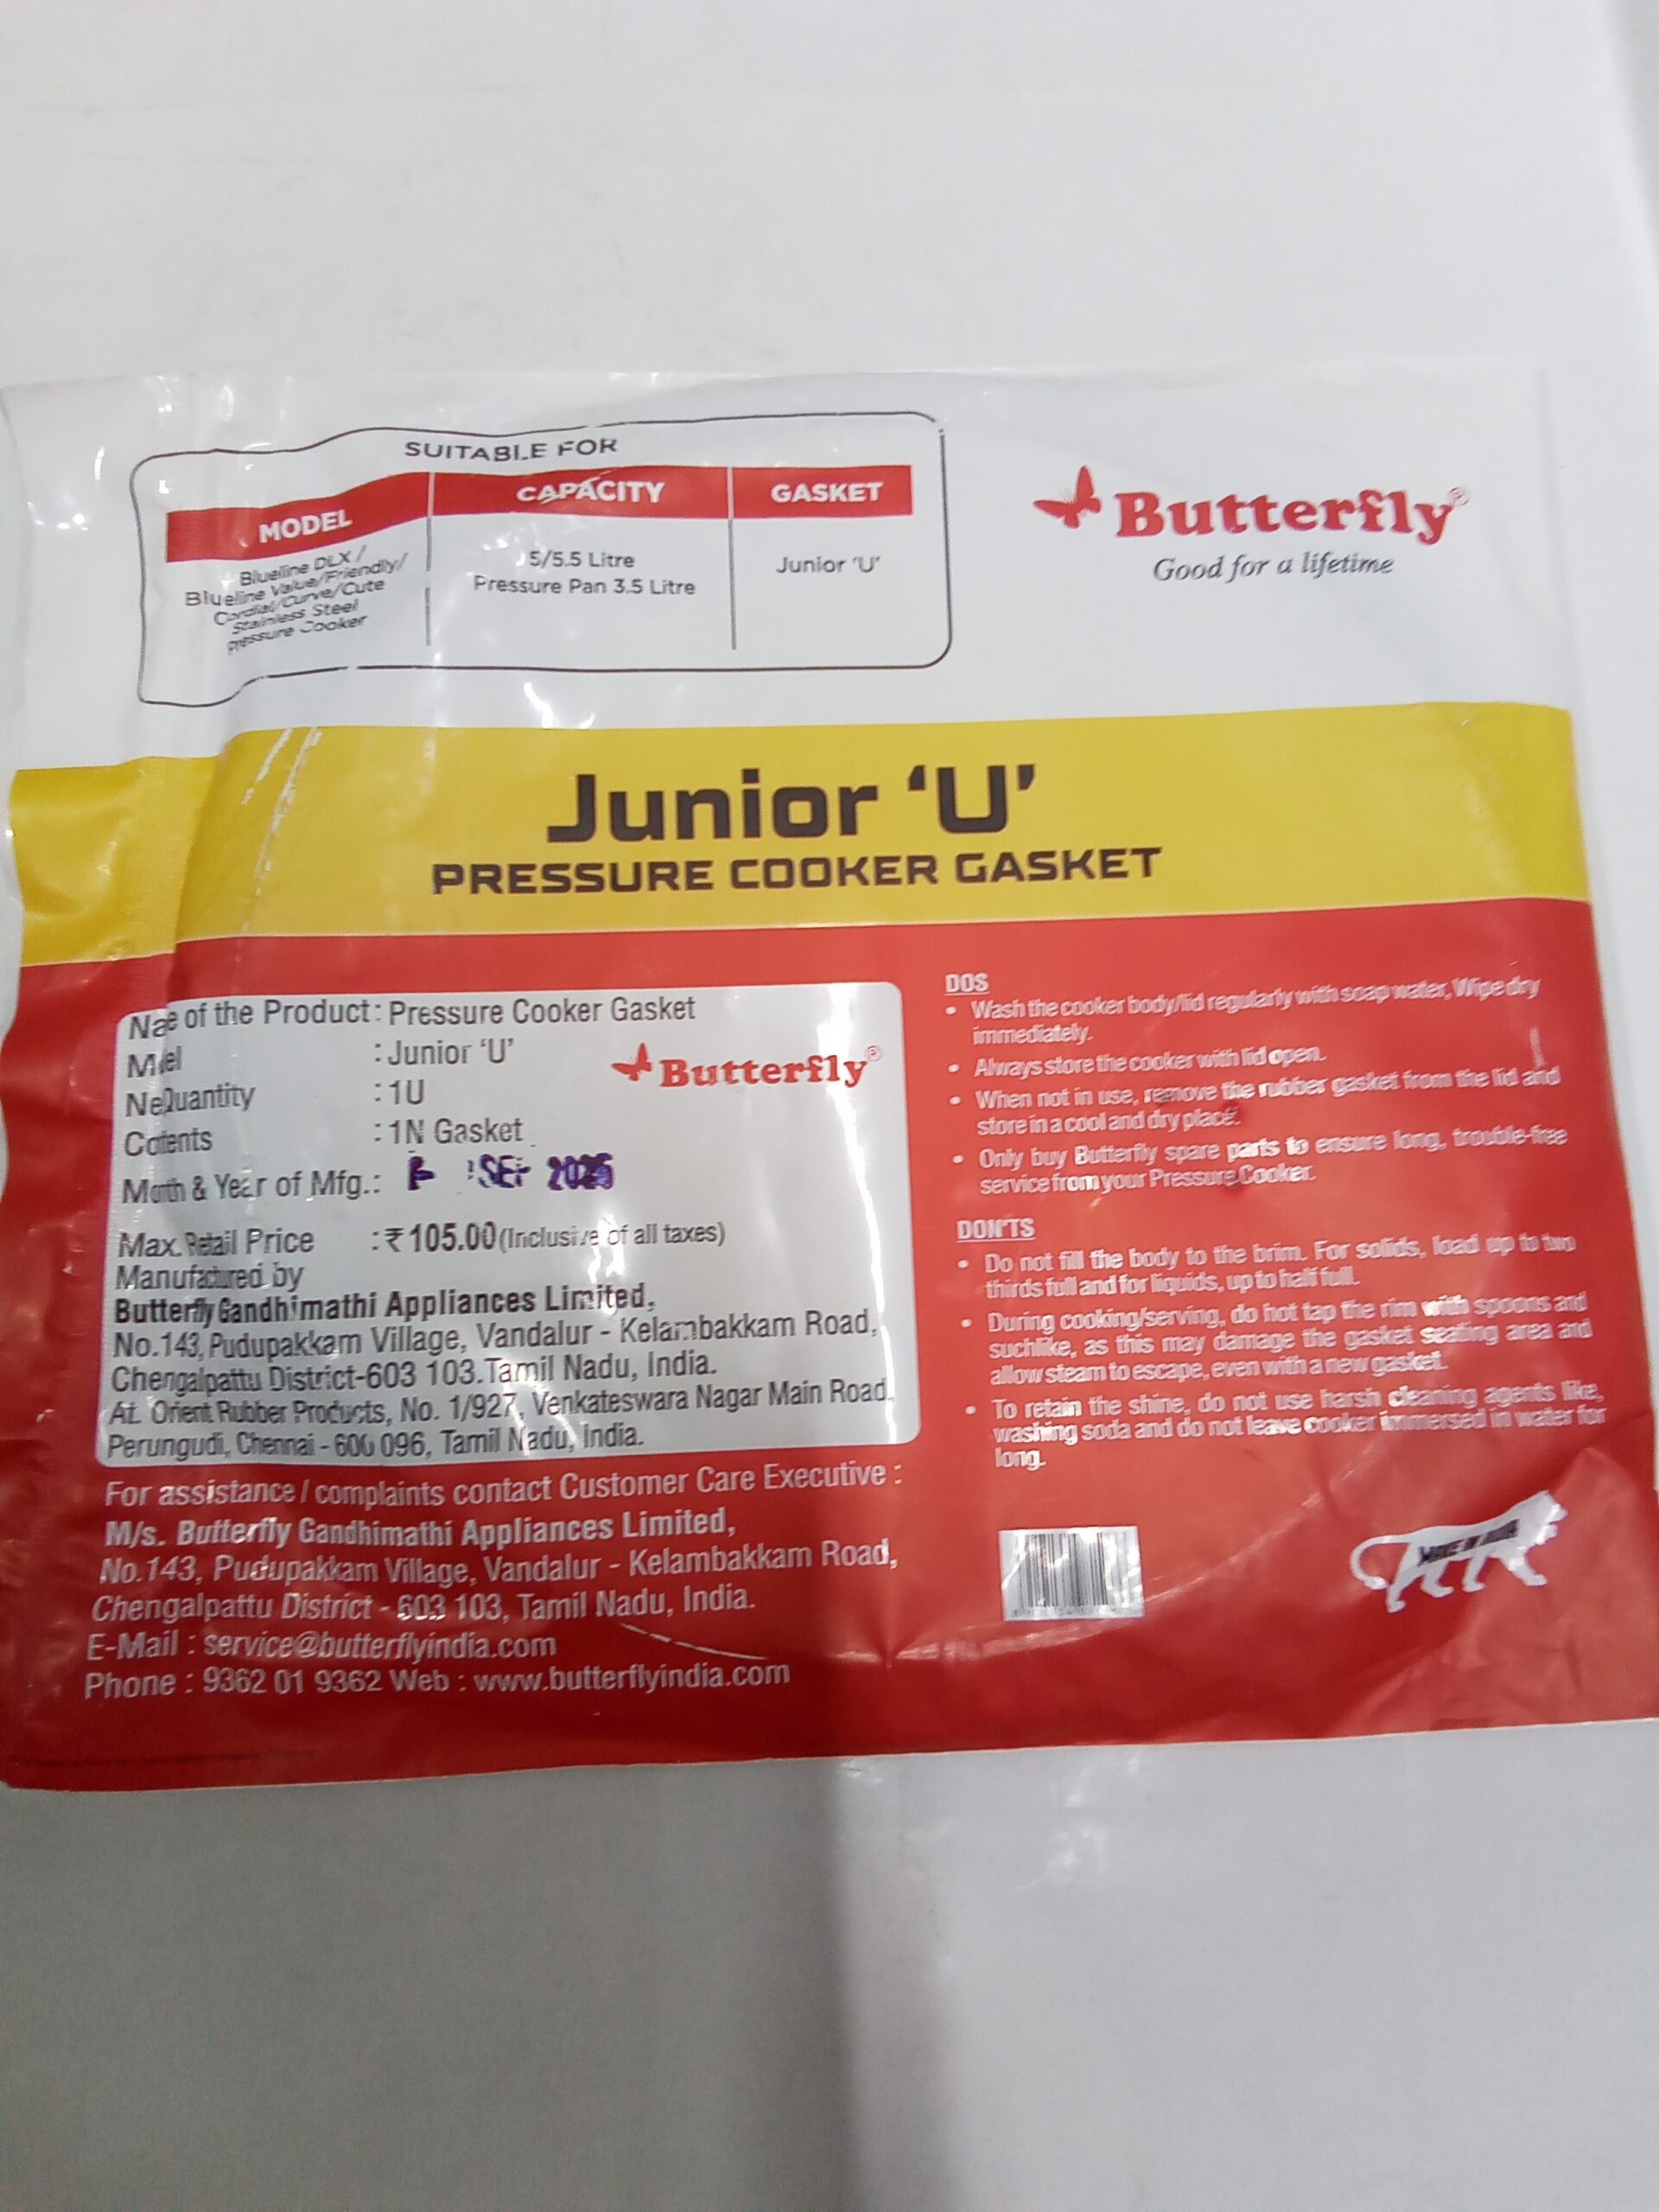 SUITABLE FOR
MODEL CAPACITY GASKET
Blueline DLX /
Blueline Value/Friendly/
Cordial/Curve/Cute
Stainless Steel
Pressure Cooker
5/5.5 Litre
Pressure Pan 3.5 Litre
Junior 'U'
Butterfly®
Good for a lifetime
Junior 'U'
PRESSURE COOKER GASKET
of the Product : Pressure Cooker Gasket
: Junior 'U'
: 1U
: 1N Gasket
Month & Year of Mfg.: SEP
Max. Retail Price : ₹ 105.00 (Inclusive of all taxes)
Manufactured by
Butterfly Gandhimathi Appliances Limited,
No.143, Pudupakkam Village, Vandalur - Kelambakkam Road,
Chengalpattu District-603 103. Tamil Nadu, India.
At. Orient Rubber Products, No. 1/927, Venkateswara Nagar Main Road,
Perungudi, Chennai - 600 096, Tamil Nadu, India.
Butterfly®
For assistance / complaints contact Customer Care Executive :
M/s. Butterfly Gandhimathi Appliances Limited,
No.143, Pudupakkam Village, Vandalur - Kelambakkam Road,
Chengalpattu District - 603 103, Tamil Nadu, India.
E-Mail : service@butterflyindia.com
Phone : 9362 01 9362 Web : www.butterflyindia.com
DOS
• Wash the cooker body/lid regularly with soap water, Wipe dry
immediately.
• Always store the cooker with lid open.
• When not in use, remove the rubber gasket from the lid and
store in a cool and dry place.
• Only buy Butterfly spare parts to ensure long, trouble-free
service from your Pressure Cooker.
DON'TS
• Do not fill the body to the brim. For solids, load up to two
thirds full and for liquids, up to half full.
• During cooking/serving, do not tap the rim with spoons and
suchlike, as this may damage the gasket seating area and
allow steam to escape, even with a new gasket.
• To retain the shine, do not use harsh cleaning agents like,
washing soda and do not leave cooker immersed in water for
long.
MAKE IN INDIA